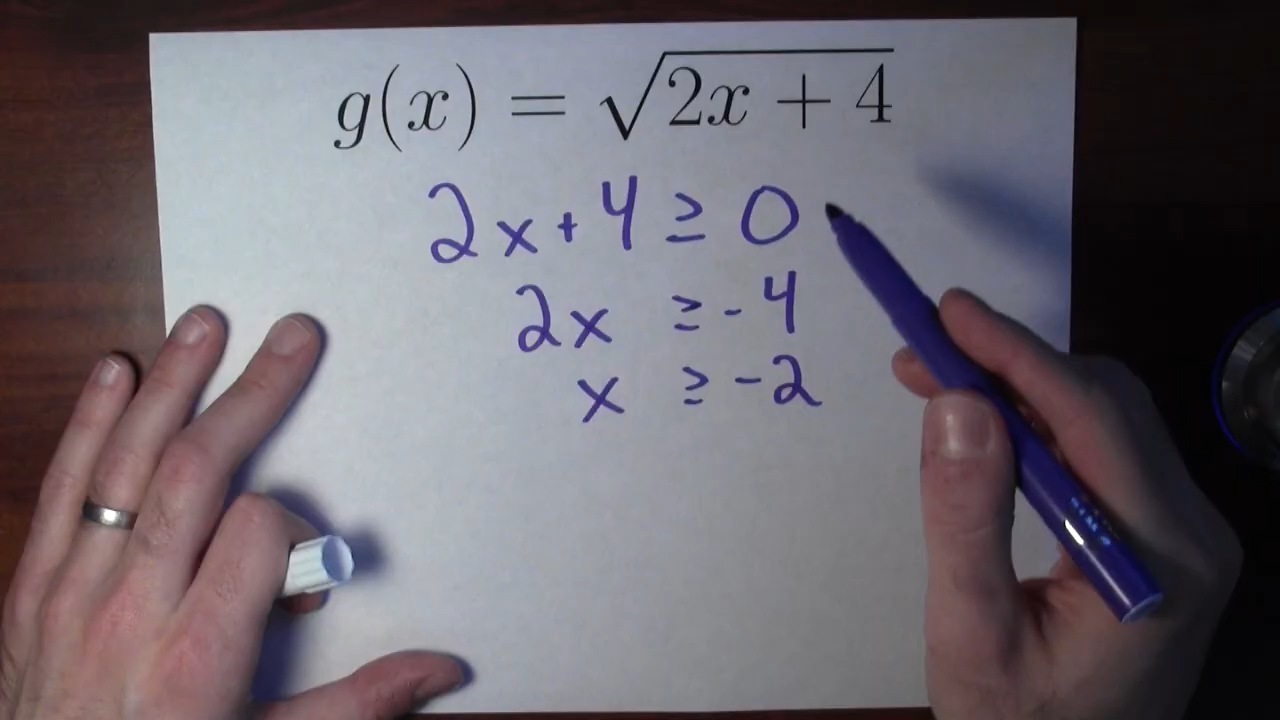 g(x) = √2x + 4
2x + 4 ≥ 0
2x ≥ -4
x ≥ -2